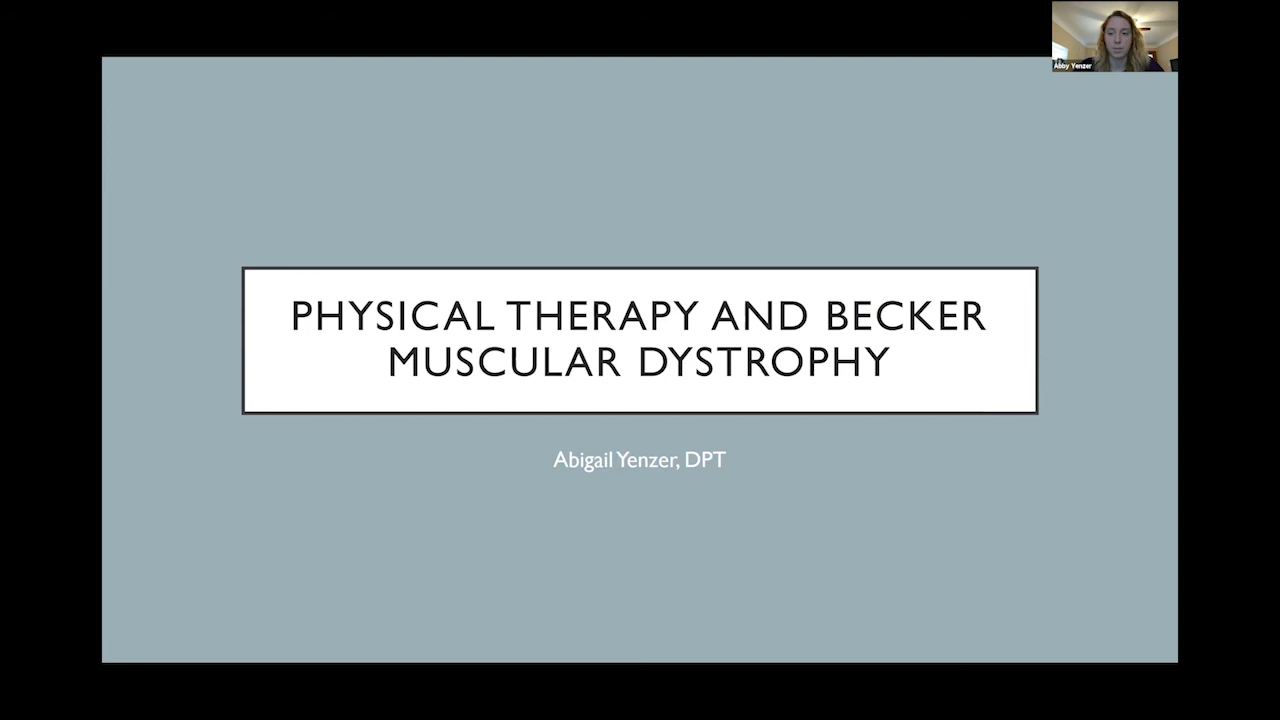 Abby Yenzer
PHYSICAL THERAPY AND BECKER
MUSCULAR DYSTROPHY
Abigail Yenzer, DPT